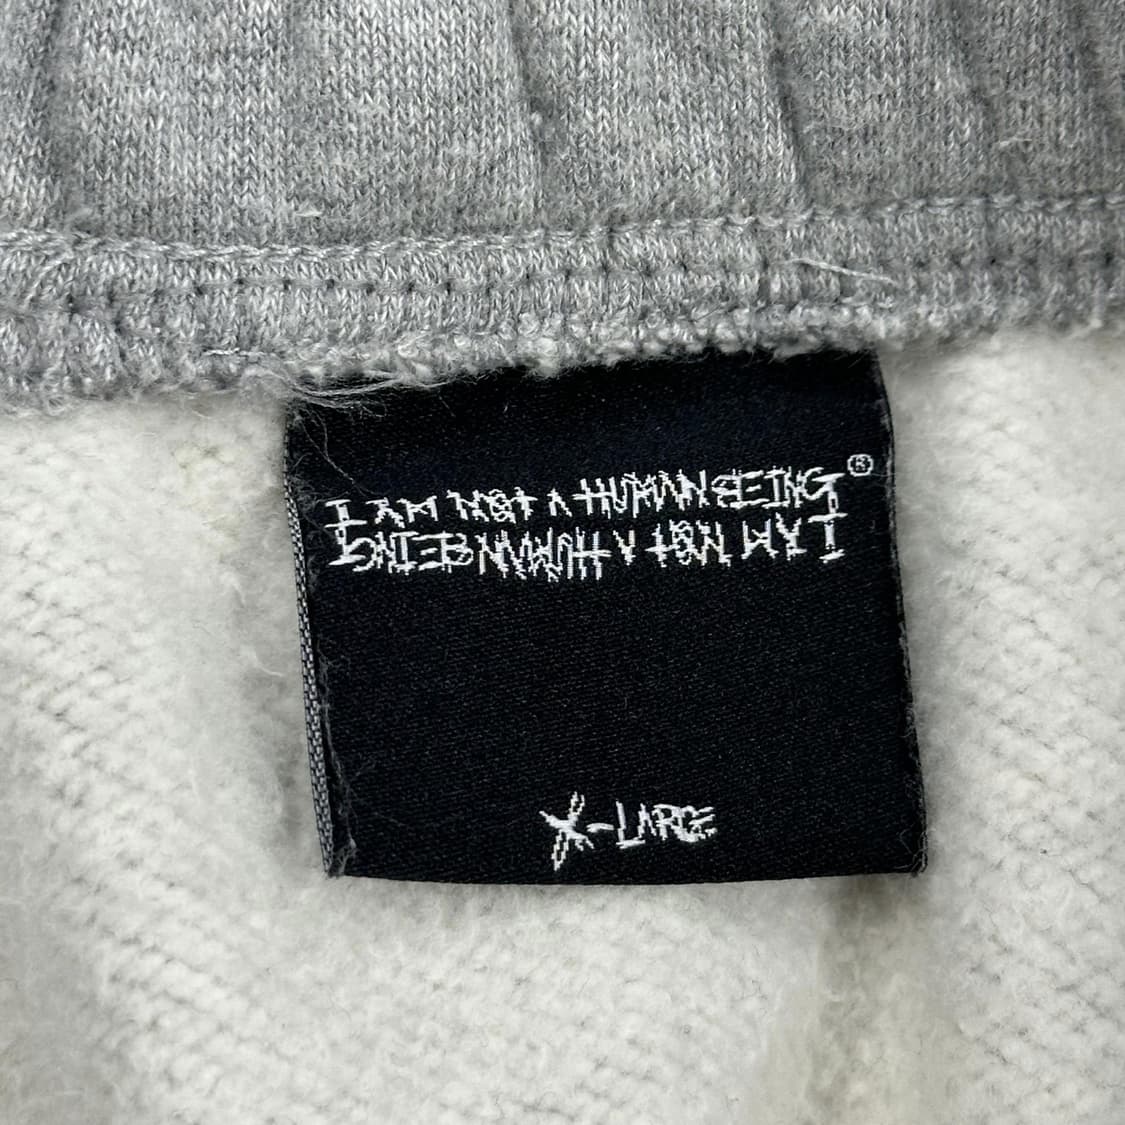 I AM NOT A HUMAN BEING®
I AM NOT A HUMAN BEING
X-LARGE